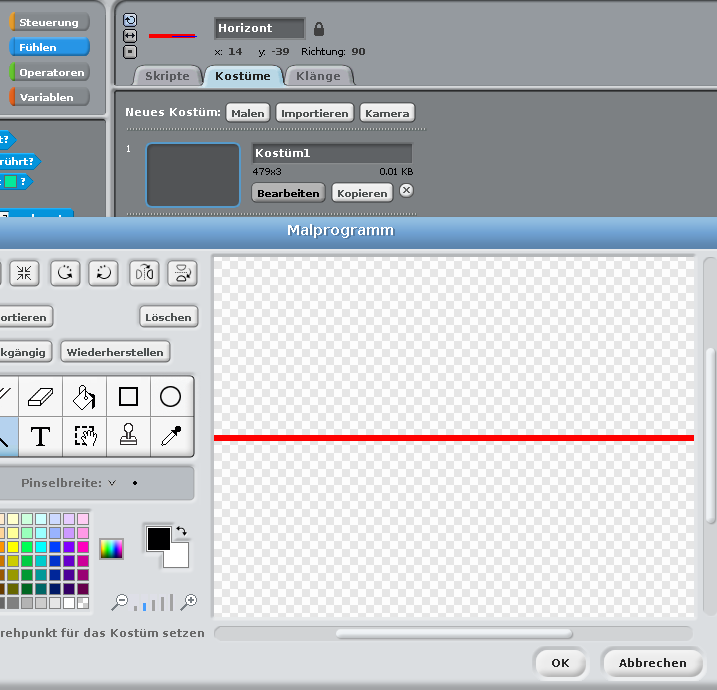 Steuerung
Fühlen
Operatoren
Variablen
Horizont
x: 14 y: -39 Richtung: 90
Skripte Kostüme Klänge
Neues Kostüm: Malen Importieren Kamera
t?
rührt?
?
1
Kostüm1
479x3 0.01 KB
Bearbeiten Kopieren
Malprogramm
ortieren Löschen
kgängig Wiederherstellen
T
Pinselbreite:
rehpunkt für das Kostüm setzen
OK Abbrechen